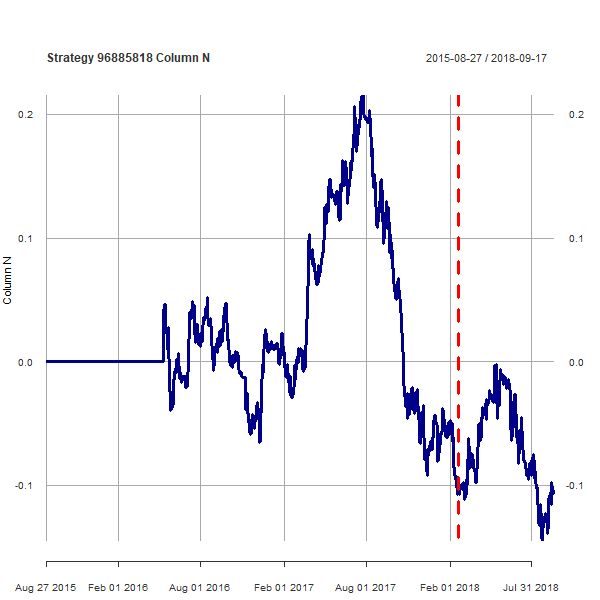 Strategy 96885818 Column N
2015-08-27 / 2018-09-17
0.2
0.2
0.1
0.1
Column N
0.0
0.0
-0.1
-0.1
Aug 27 2015
Feb 01 2016
Aug 01 2016
Feb 01 2017
Aug 01 2017
Feb 01 2018
Jul 31 2018